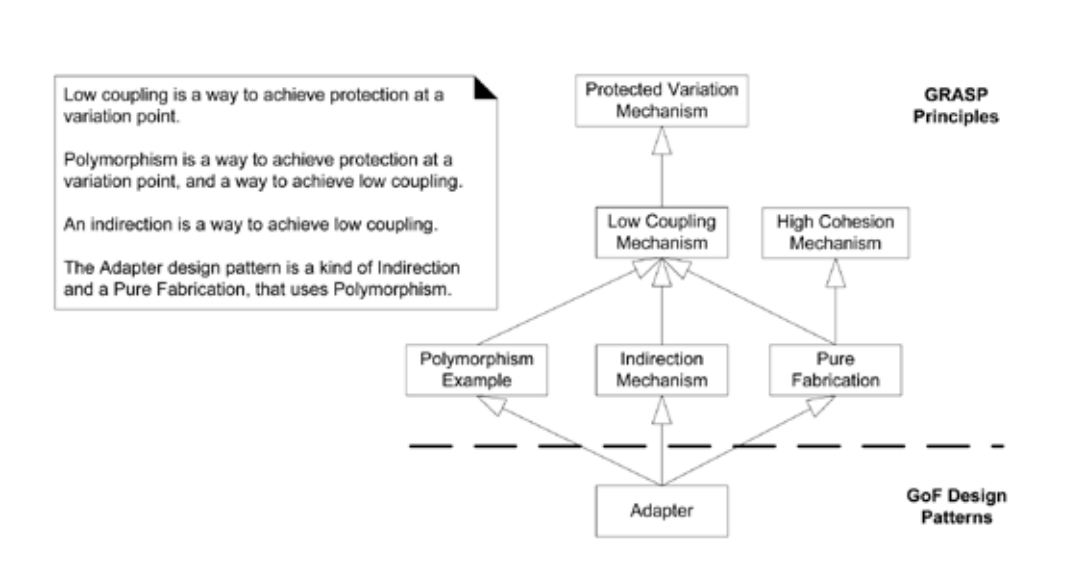 Low coupling is a way to achieve protection at a
variation point.
Polymorphism is a way to achieve protection at a
variation point, and a way to achieve low coupling.
An indirection is a way to achieve low coupling.
The Adapter design pattern is a kind of Indirection
and a Pure Fabrication, that uses Polymorphism.
Protected Variation
Mechanism
GRASP
Principles
Low Coupling
Mechanism
High Cohesion
Mechanism
Polymorphism
Example
Indirection
Mechanism
Pure
Fabrication
Adapter
GoF Design
Patterns